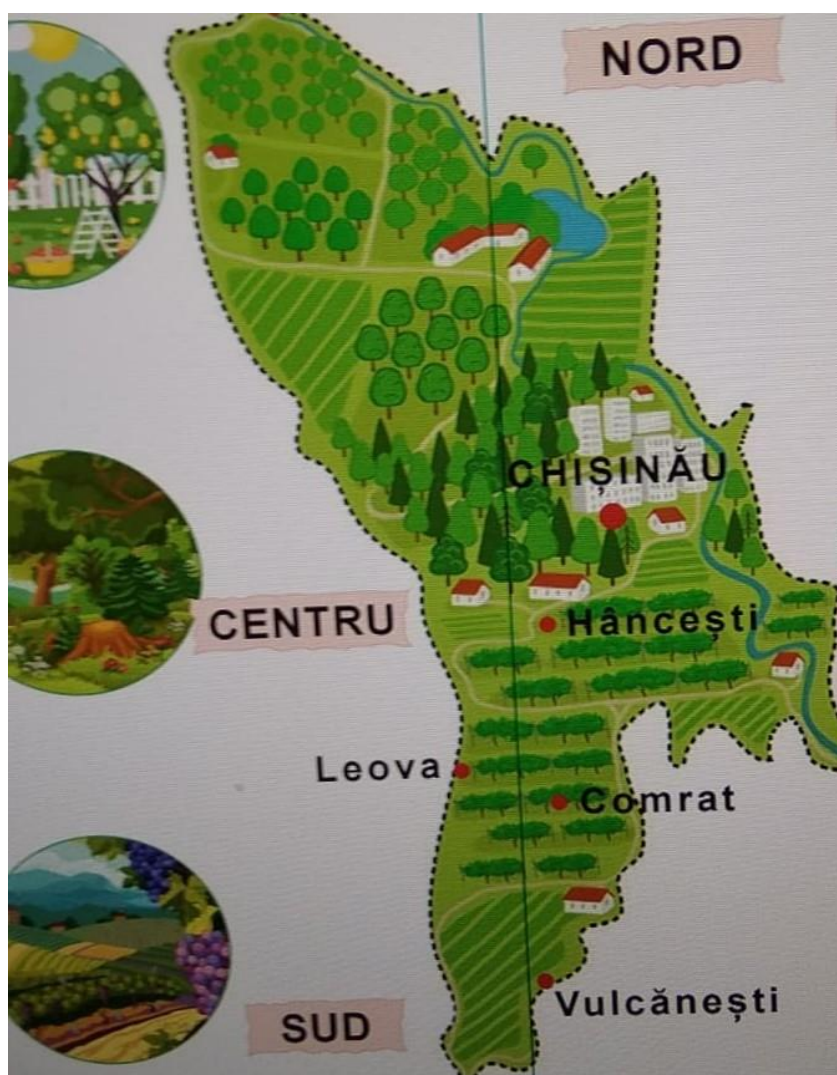 NORD
CHIȘINĂU
CENTRU
Hâncești
Leova
Comrat
Vulcănești
SUD